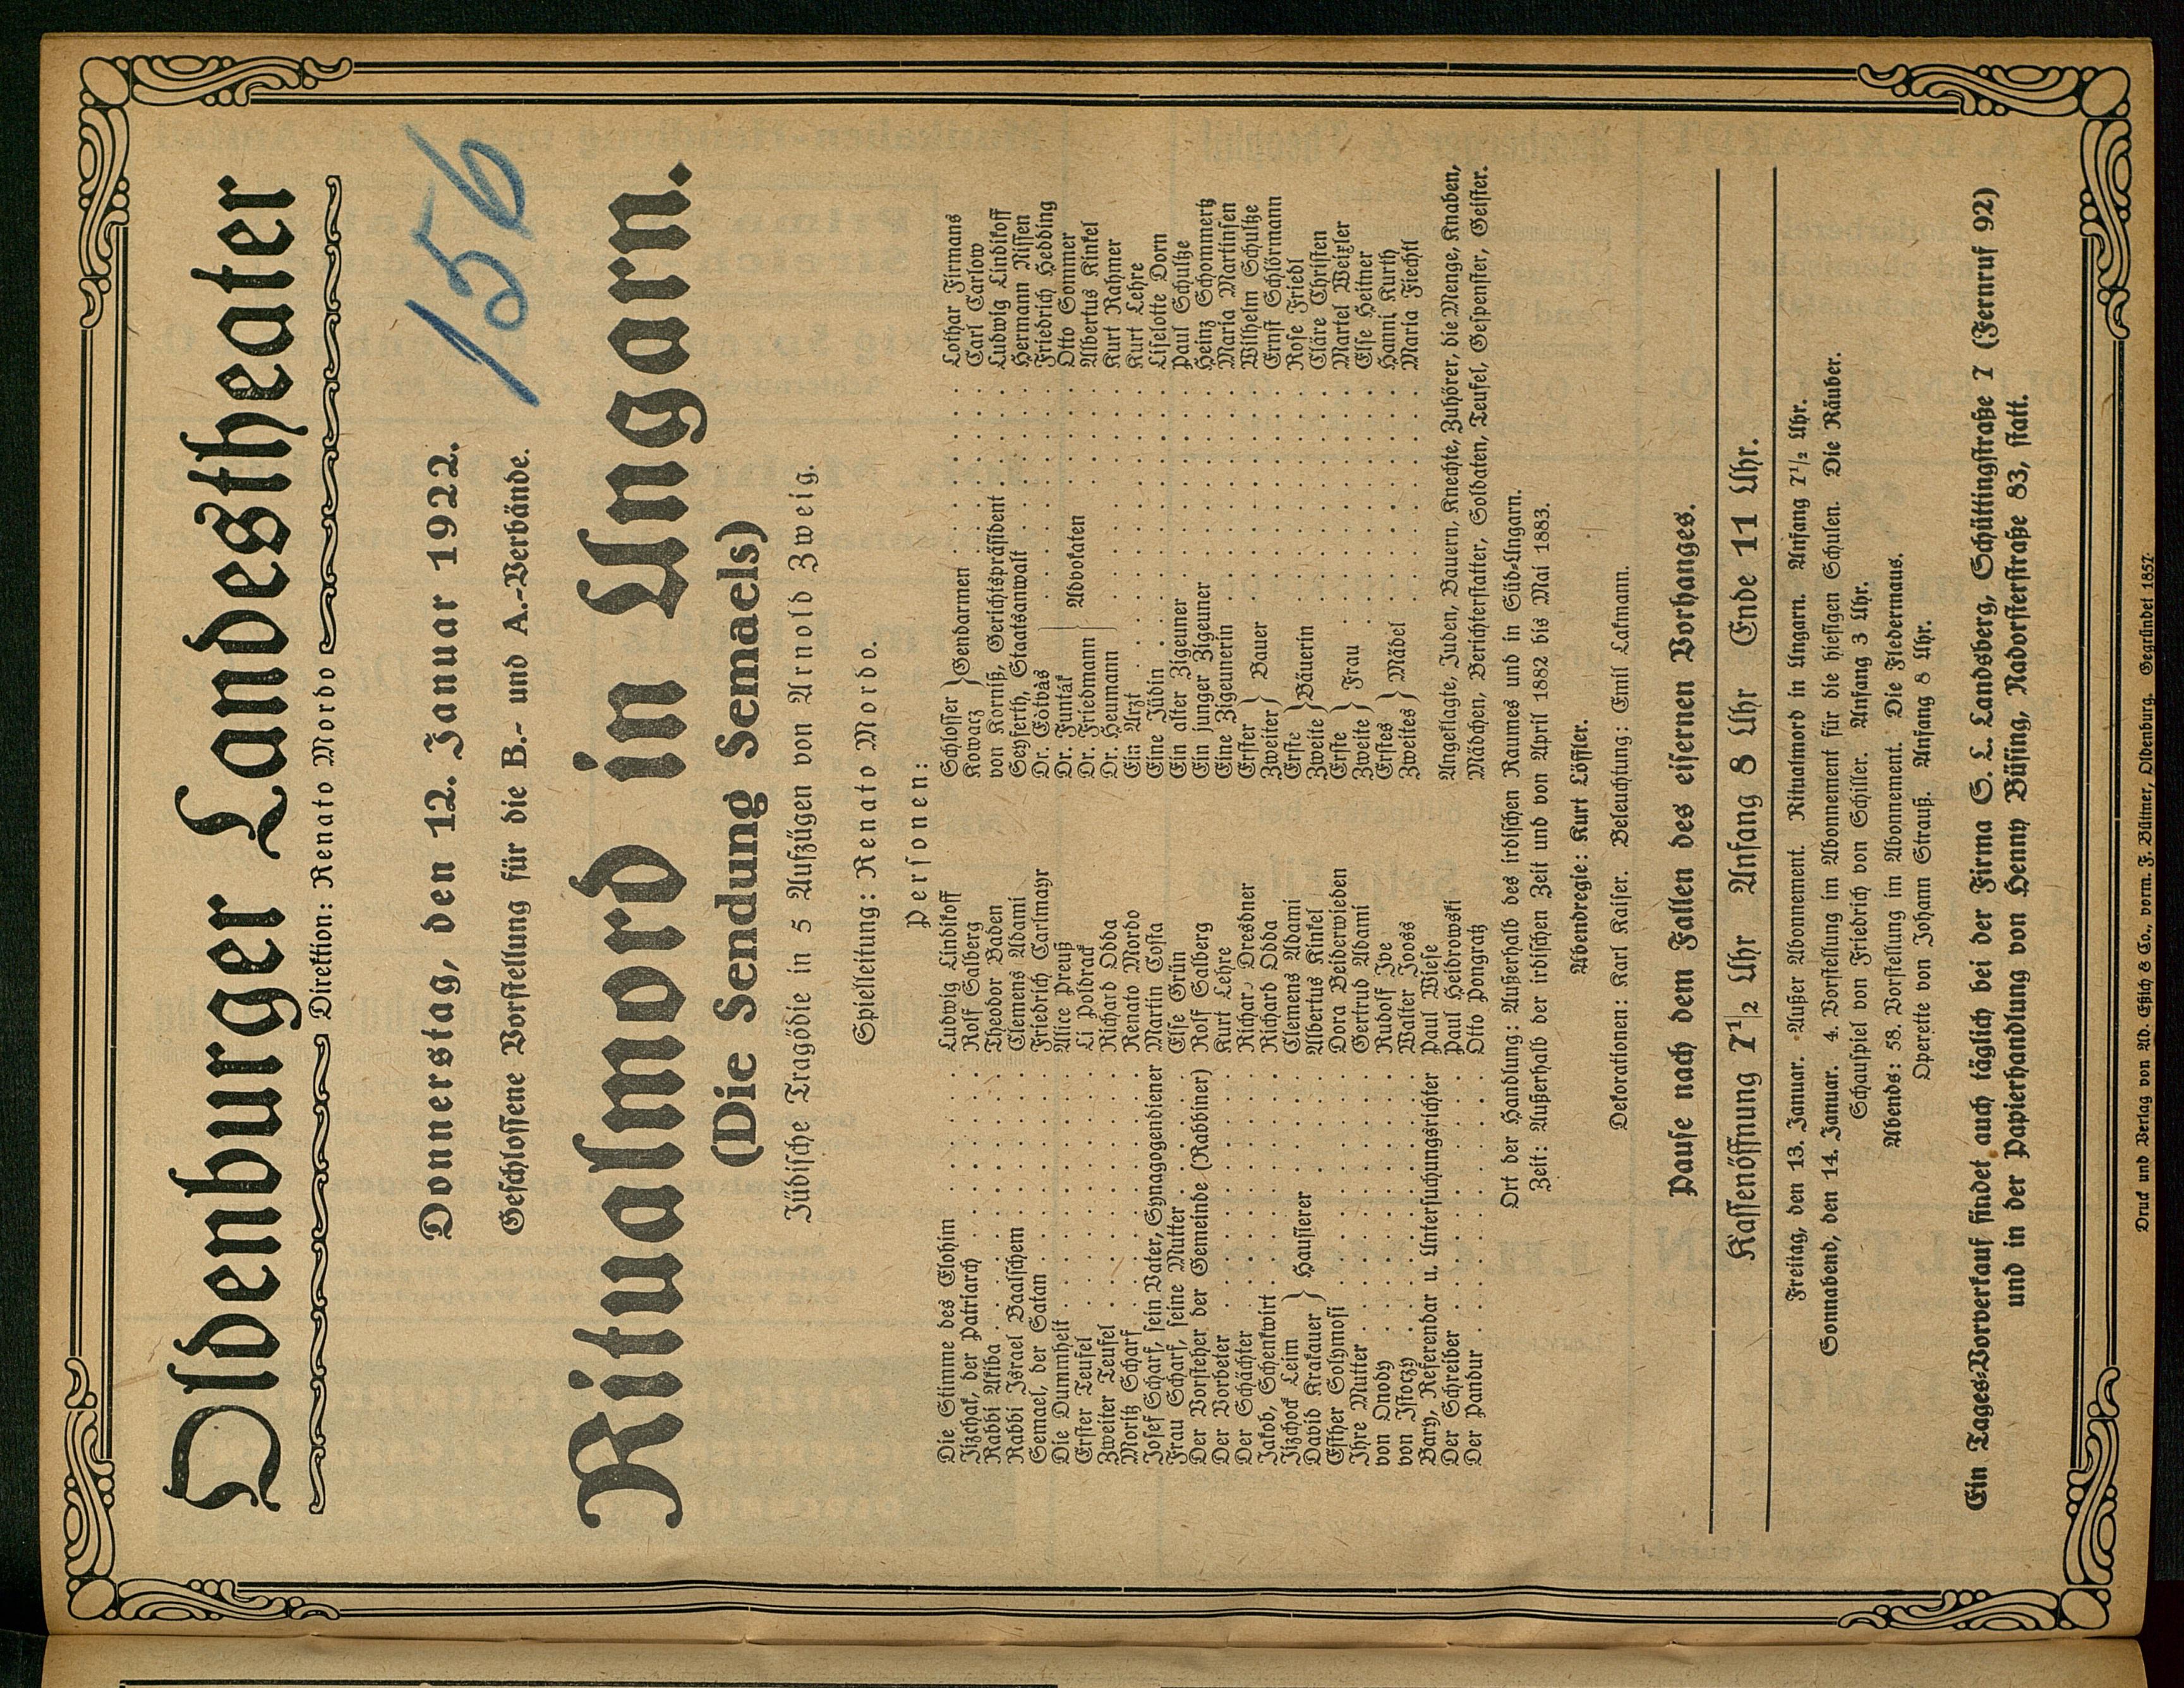 Oldenburger Landestheater
Direktion: Renato Mordo
156
Donnerstag, den 12. Januar 1922.
Geschlossene Vorstellung für die B.- und A.-Verbände.
Ritualmord in Ungarn.
(Die Sendung Semaels)
Jüdische Tragödie in 5 Aufzügen von Arnold Zweig.
Spielleitung: Renato Mordo.
Personen:
Die Stimme des Elohim . . . . . . Ludwig Lindikoff
Jizchak, der Patriarch . . . . . . Rolf Salberg
Rabbi Akiba . . . . . . Theodor Baden
Rabbi Israel Baalschem . . . . . . Clemens Adami
Semael, der Satan . . . . . . Friedrich Carlmayr
Die Dummheit . . . . . . Alice Preuß
Erster Teufel . . . . . . Li Poldrack
Zweiter Teufel . . . . . . Richard Odda
Moritz Scharf . . . . . . Renato Mordo
Josef Scharf, sein Vater, Synagogendiener Martin Costa
Frau Scharf, seine Mutter . . . . . . Else Grün
Der Vorsteher der Gemeinde (Rabbiner) Rolf Salberg
Der Vorbeter . . . . . . Kurt Lehre
Der Schächter . . . . . . Richard Dresdner
Jakob, Schenkwirt . . . . . . Richard Odda
Jizchock Leim } Hausierer . . . . . . Clemens Adami
David Krakauer } Albertus Kinkel
Esther Solymosi . . . . . . Dora Beiderwieden
Ihre Mutter . . . . . . Gertrud Adami
von Onody . . . . . . Rudolf Ive
von Istorzy . . . . . . Walter Jooss
Bary, Referendar u. Untersuchungsrichter Paul Wiese
Der Schreiber . . . . . . Paul Heidrowski
Der Pandur . . . . . . Otto Pongratz
Schlosser } Gendarmen . . . . . . Lothar Firmans
Kowarz } Carl Carlow
von Korniß, Gerichtspräsident . . . . . . Ludwig Lindikoff
Seyferth, Staatsanwalt . . . . . . Hermann Nissen
Dr. Eötvàs } Advokaten . . . . . . Friedrich Hedding
Dr. Funták Otto Sommer
Dr. Friedmann Albertus Kinkel
Dr. Heumann Kurt Rahmer
Ein Arzt . . . . . . Kurt Lehre
Eine Jüdin . . . . . . Liselotte Dorn
Ein alter Zigeuner . . . . . . Paul Schultze
Ein junger Zigeuner . . . . . . Heinz Schommertz
Eine Zigeunerin . . . . . . Maria Martinsen
Erster } Bauer . . . . . . Wilhelm Schultze
Zweiter } Ernst Schlörmann
Erste } Bäuerin . . . . . . Rose Friedl
Zweite } Cläre Christen
Erste } Frau . . . . . . Martel Weixler
Zweite } Else Heitner
Erstes } Mädel . . . . . . Hanni Kurth
Zweites } Maria Fiechtl
Angeklagte, Juden, Bauern, Knechte, Zuhörer, die Menge, Knaben,
Mädchen, Berichterstatter, Soldaten, Teufel, Gespenster, Geister.
Ort der Handlung: Außerhalb des irdischen Raumes und in Süd-Ungarn.
Zeit: Außerhalb der irdischen Zeit und von April 1882 bis Mai 1883.
Abendregie: Kurt Löffler.
Dekorationen: Karl Kaiser. Beleuchtung: Emil Lakmann.
Pause nach dem Fallen des eisernen Vorhanges.
Kassenöffnung 7 1/2 Uhr Anfang 8 Uhr Ende 11 Uhr.
Freitag, den 13. Januar. Außer Abonnement. Ritualmord in Ungarn. Anfang 7 1/2 Uhr.
Sonnabend, den 14. Januar. 4. Vorstellung im Abonnement für die hiesigen Schulen. Die Räuber.
Schauspiel von Friedrich von Schiller. Anfang 3 Uhr.
Abends: 58. Vorstellung im Abonnement. Die Fledermaus.
Operette von Johann Strauß. Anfang 8 Uhr.
Ein Tages-Vorverkauf findet auch täglich bei der Firma S. L. Landsberg, Schüttingstraße 7 (Fernruf 92)
und in der Papierhandlung von Henny Büsing, Nadorsterstraße 83, statt.
Druck und Verlag von Ad. Eßich & Co., vorm. F. Büttner, Oldenburg. Gegründet 1857.